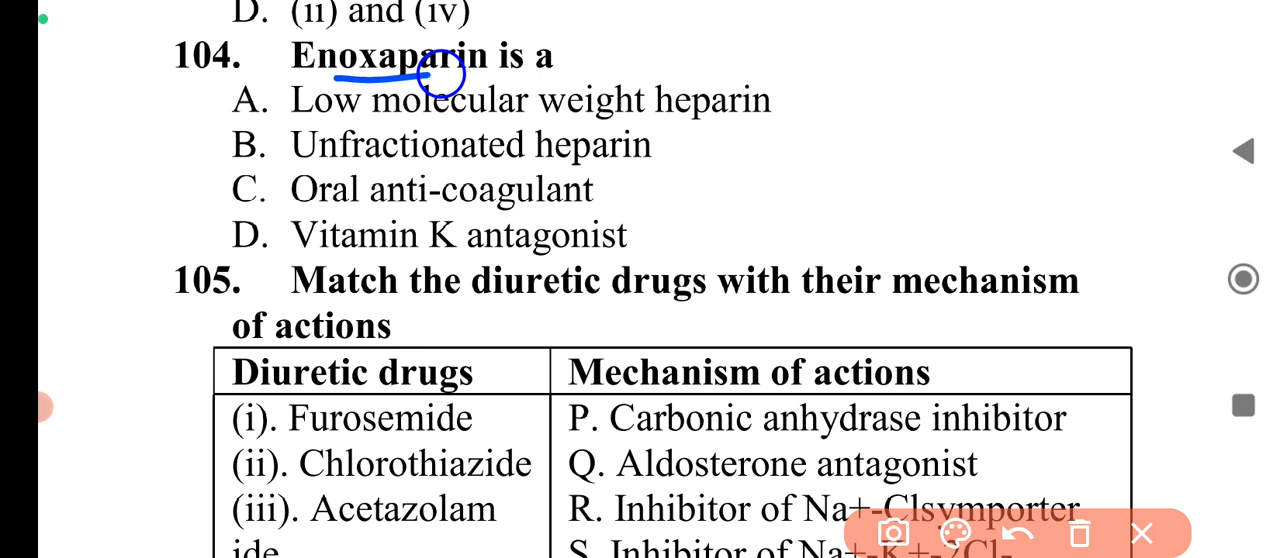 D. (ii) and (iv)
104. Enoxaparin is a
A. Low molecular weight heparin
B. Unfractionated heparin
C. Oral anti-coagulant
D. Vitamin K antagonist
105. Match the diuretic drugs with their mechanism
of actions
Diuretic drugs Mechanism of actions
(i). Furosemide P. Carbonic anhydrase inhibitor
(ii). Chlorothiazide Q. Aldosterone antagonist
(iii). Acetazolam R. Inhibitor of Na+-Clsymporter
ide S. Inhibitor of Na+-K+-2Cl-